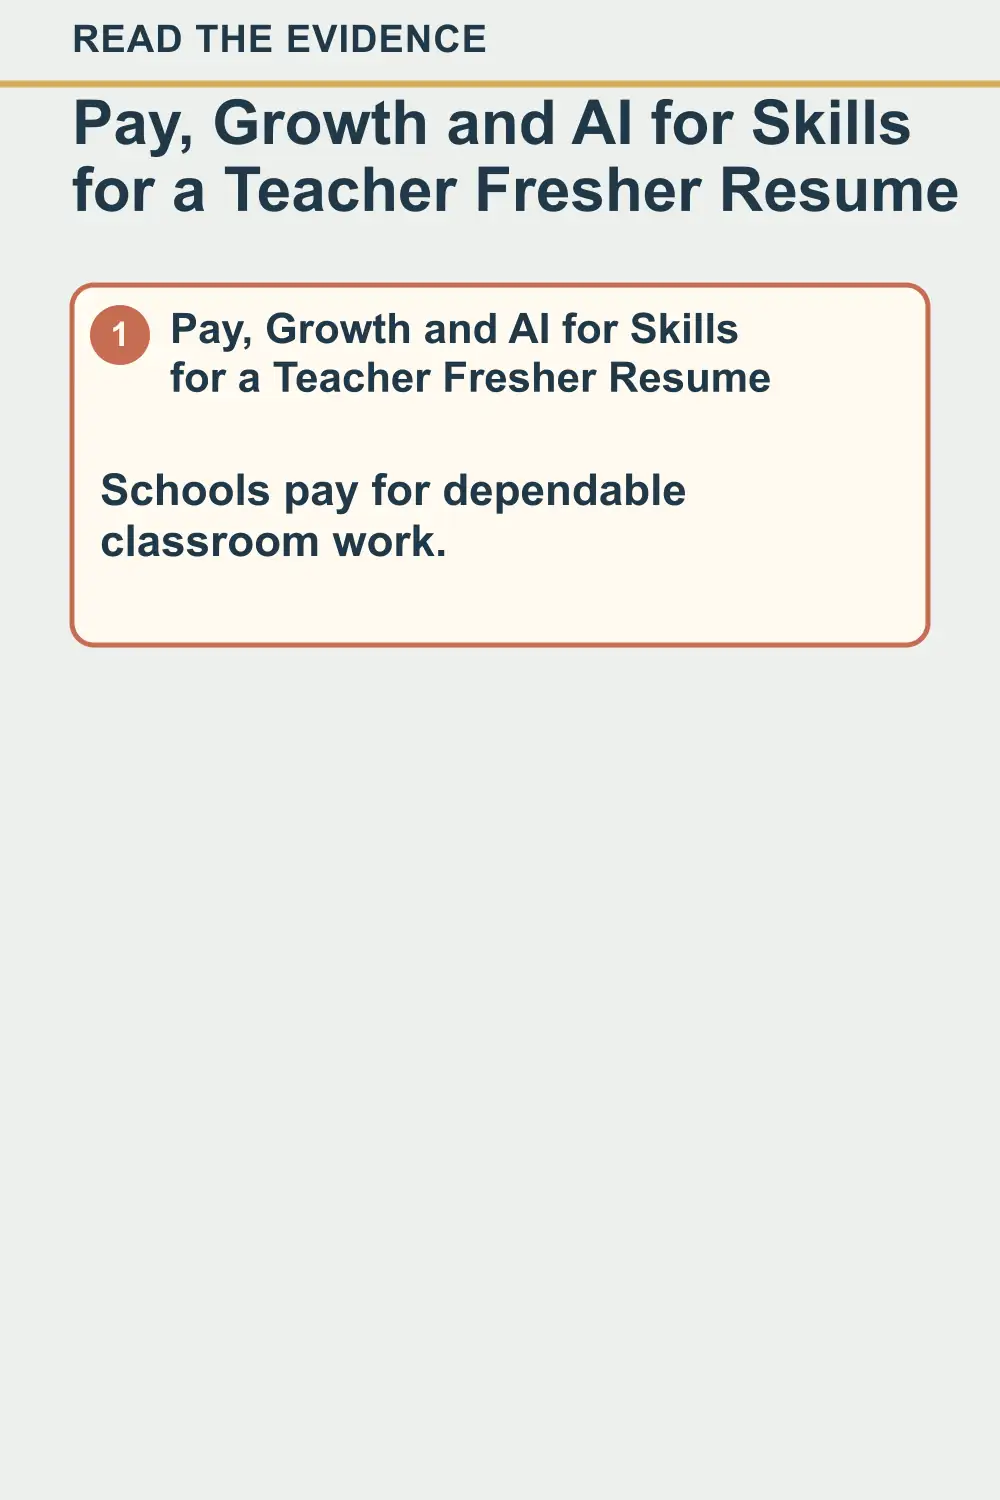 READ THE EVIDENCE
Pay, Growth and AI for Skills
for a Teacher Fresher Resume
1
Pay, Growth and AI for Skills
for a Teacher Fresher Resume
Schools pay for dependable
classroom work.